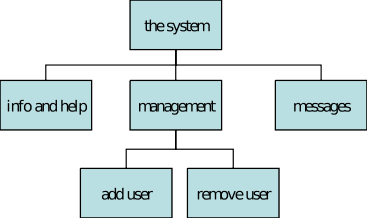 the system
info and help
management
messages
add user
remove user